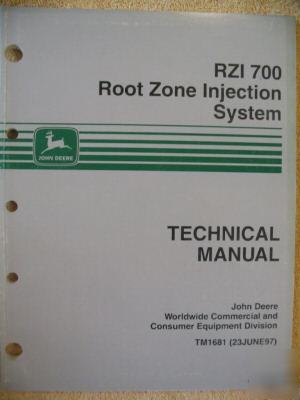 RZI 700
Root Zone Injection
System
JOHN DEERE
TECHNICAL
MANUAL
John Deere
Worldwide Commercial and
Consumer Equipment Division
TM1681 (23JUNE97)